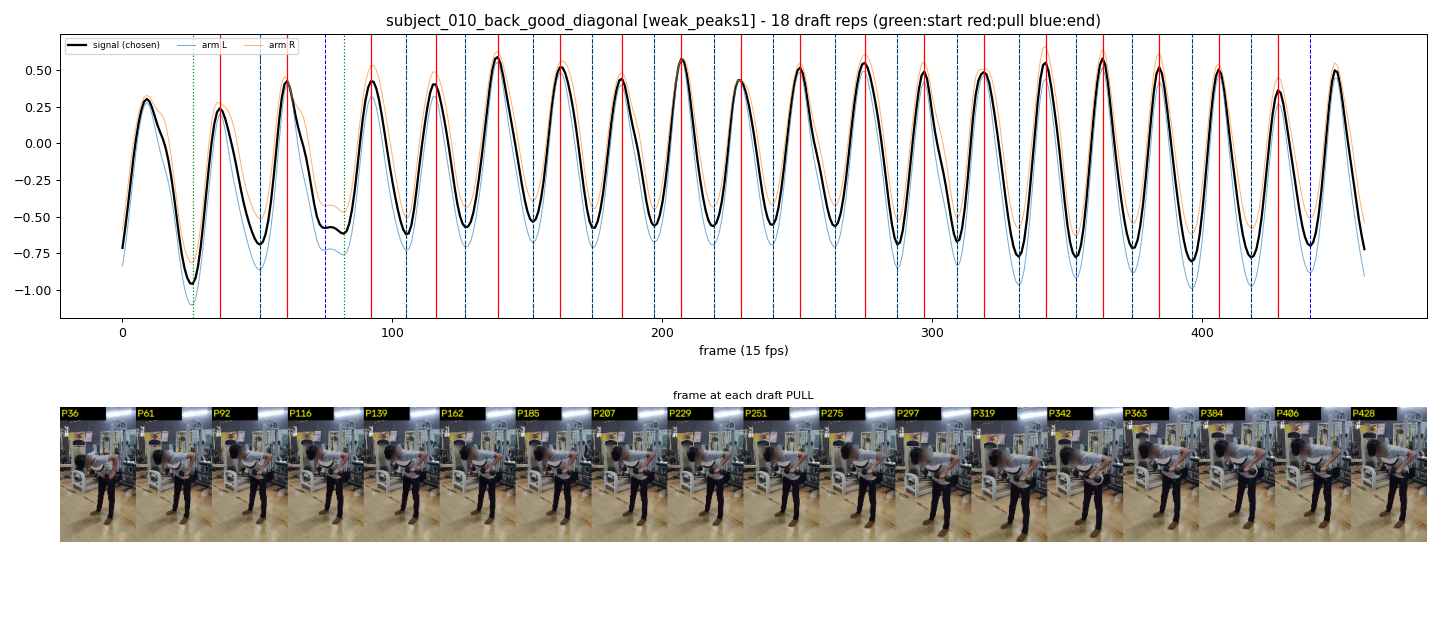 subject_010_back_good_diagonal [weak_peaks1] - 18 draft reps (green:start red:pull blue:end)
signal (chosen) arm L arm R
0.50
0.25
0.00
−0.25
−0.50
−0.75
−1.00
0 100 200 300 400
frame (15 fps)
frame at each draft PULL
P36 P61 P92 P116 P139 P162 P185 P207 P229 P251 P275 P297 P319 P342 P363 P384 P406 P428